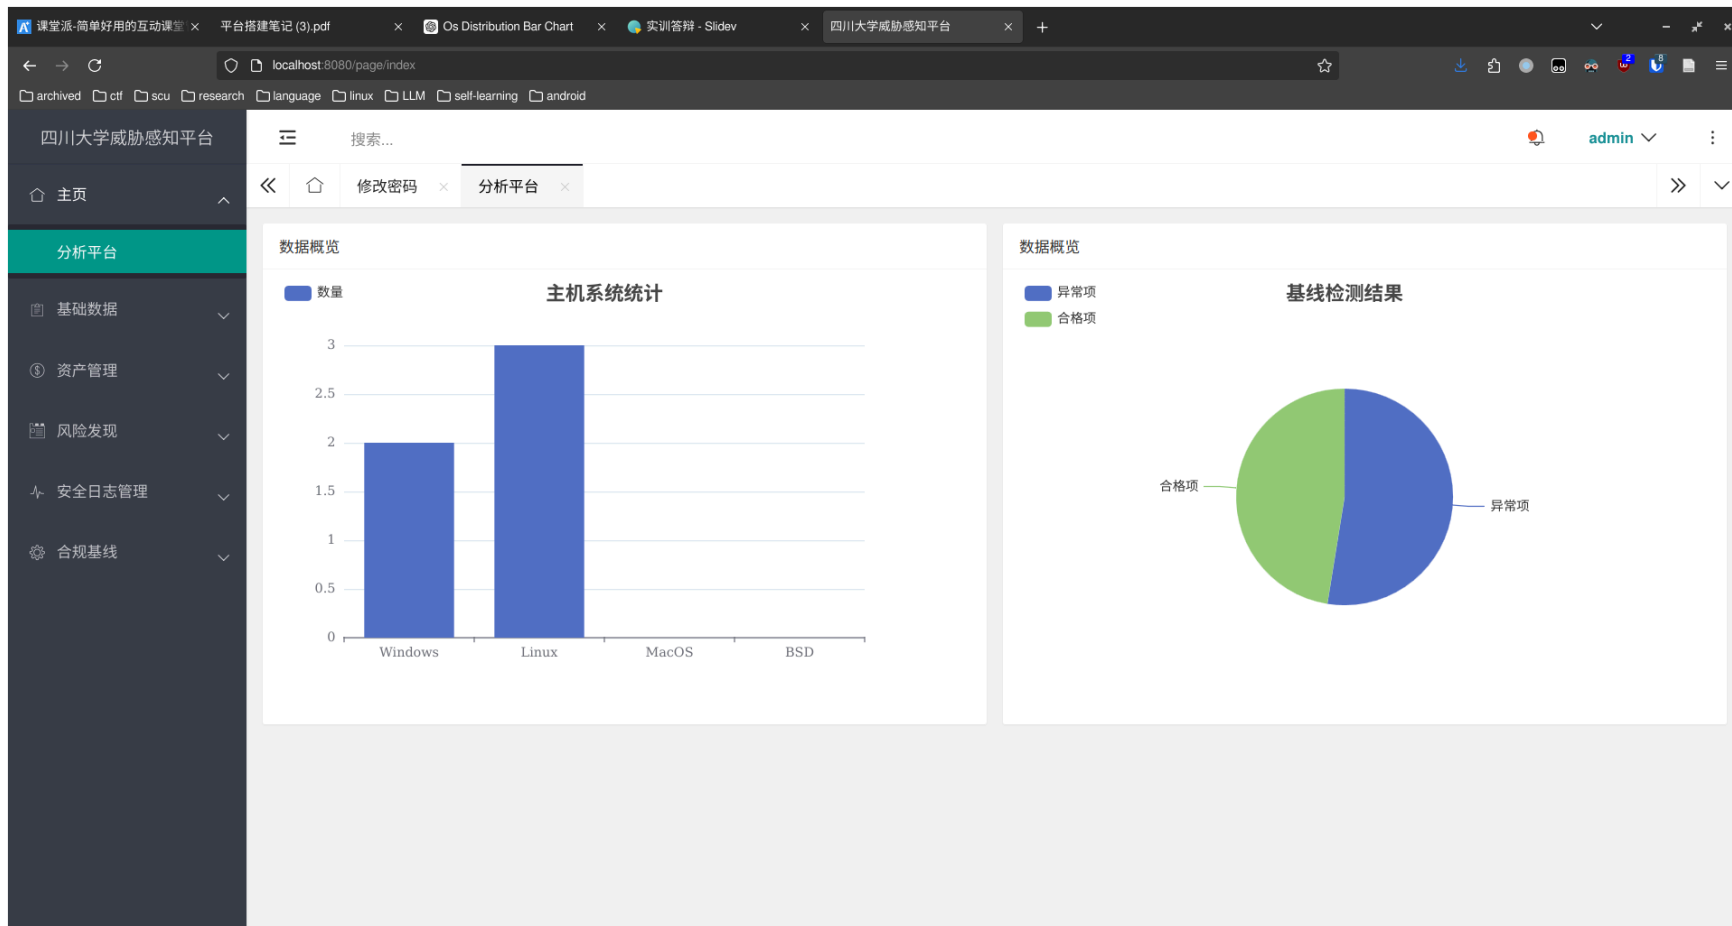 课堂派-简单好用的互动课堂
平台搭建笔记 (3).pdf
Os Distribution Bar Chart
实训答辩 - Slidev
四川大学威胁感知平台
localhost:8080/page/index
2
8
archived
ctf
scu
research
language
linux
LLM
self-learning
android
四川大学威胁感知平台
搜索...
admin
主页
修改密码
分析平台
分析平台
基础数据
资产管理
风险发现
安全日志管理
合规基线
数据概览
数量
主机系统统计
3
2.5
2
1.5
1
0.5
0
Windows
Linux
MacOS
BSD
数据概览
异常项
合格项
基线检测结果
合格项
异常项